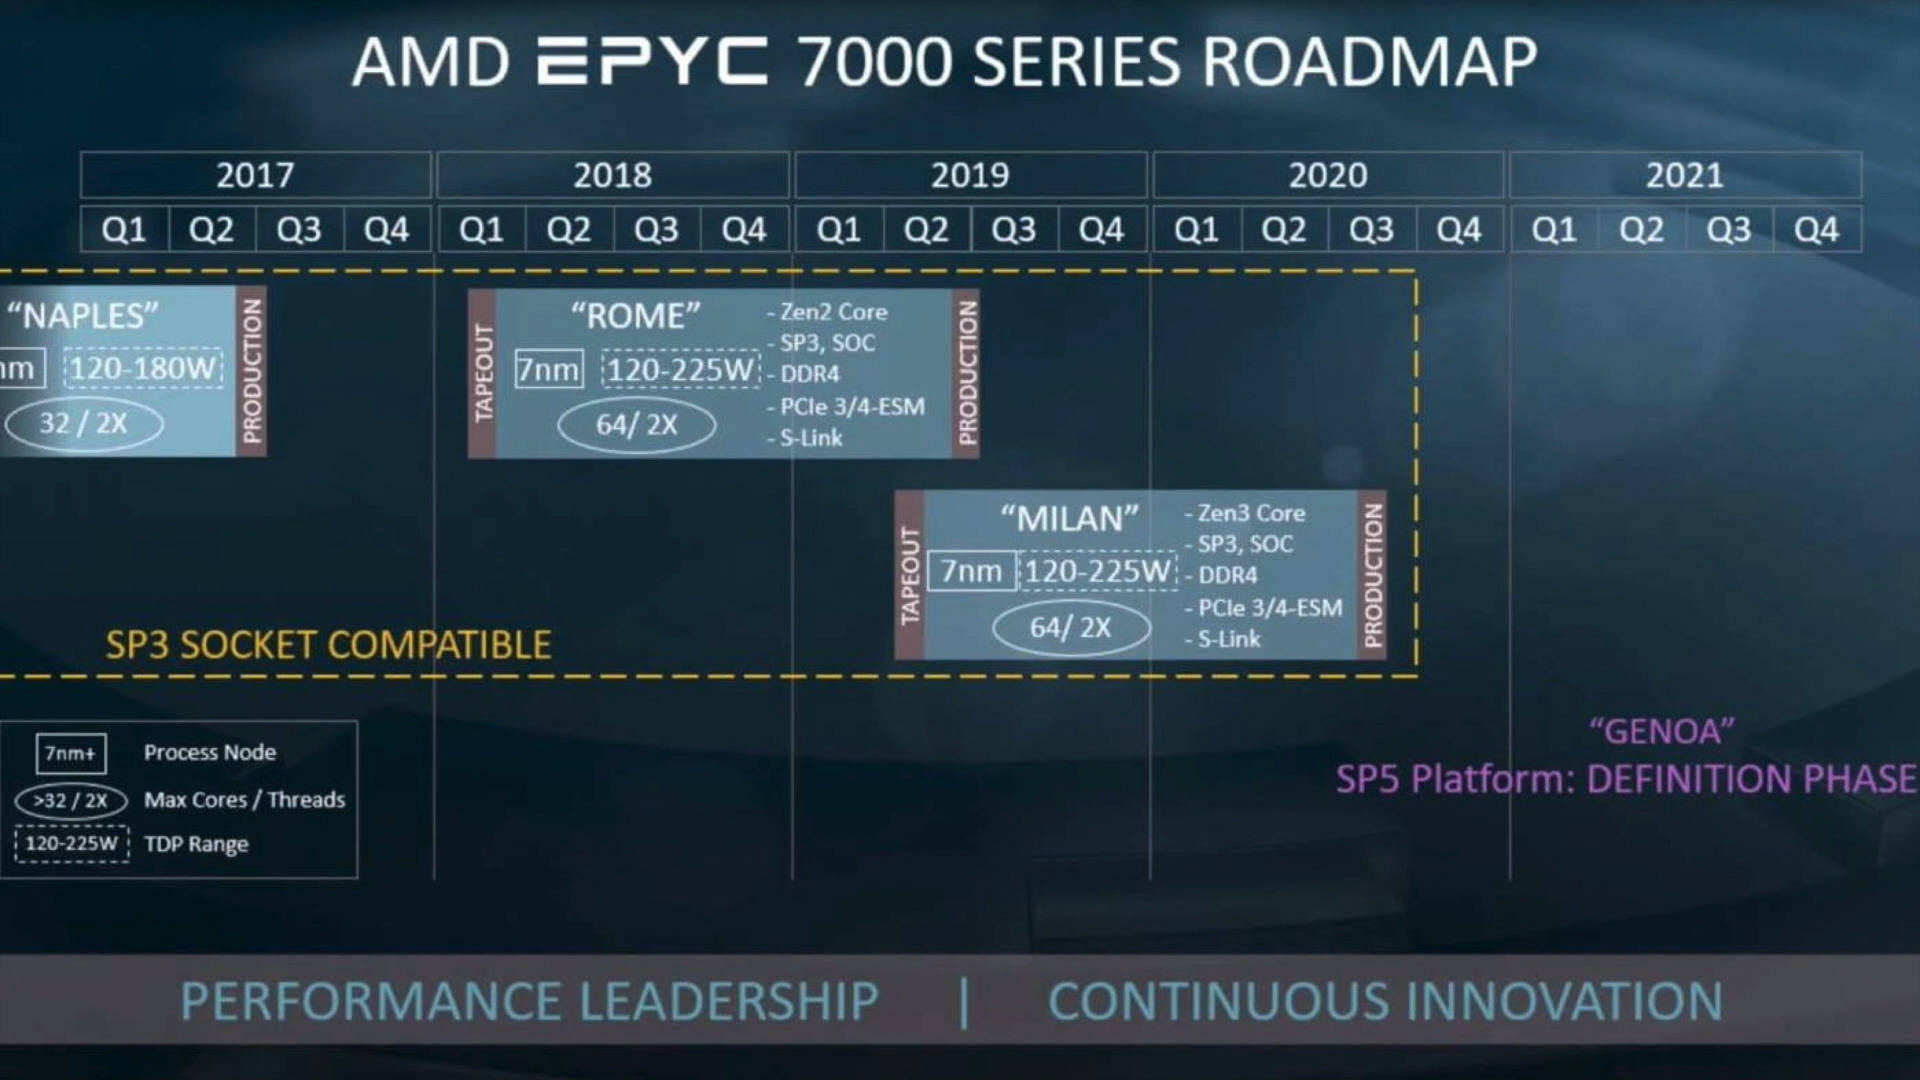 AMD EPYC 7000 SERIES ROADMAP
2017 2018 2019 2020 2021
Q1 Q2 Q3 Q4 Q1 Q2 Q3 Q4 Q1 Q2 Q3 Q4 Q1 Q2 Q3 Q4 Q1 Q2 Q3 Q4
“NAPLES”
nm 120-180W
32 / 2X
PRODUCTION
TAPEOUT
“ROME”
7nm 120-225W
64/ 2X
- Zen2 Core
- SP3, SOC
- DDR4
- PCIe 3/4-ESM
- S-Link
PRODUCTION
TAPEOUT
“MILAN”
7nm 120-225W
64/ 2X
- Zen3 Core
- SP3, SOC
- DDR4
- PCIe 3/4-ESM
- S-Link
PRODUCTION
SP3 SOCKET COMPATIBLE
“GENOA”
SP5 Platform: DEFINITION PHASE
7nm+ Process Node
>32 / 2X Max Cores / Threads
120-225W TDP Range
PERFORMANCE LEADERSHIP | CONTINUOUS INNOVATION